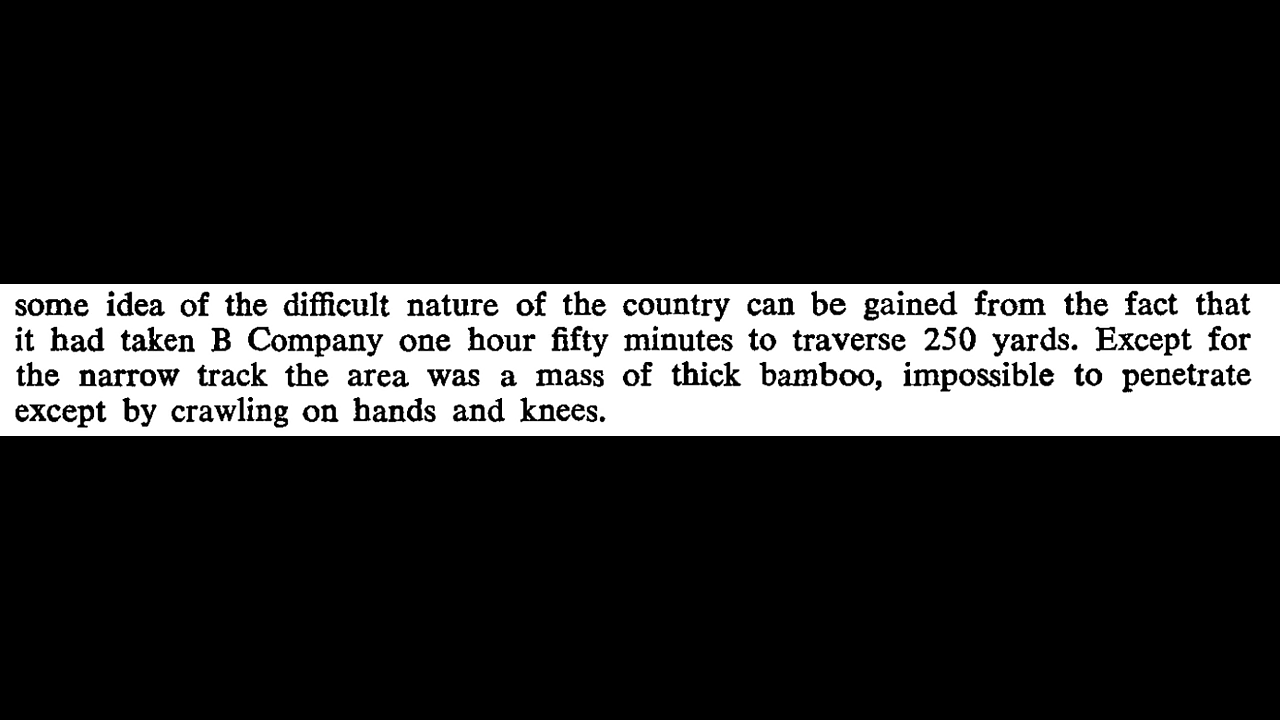 some idea of the difficult nature of the country can be gained from the fact that
it had taken B Company one hour fifty minutes to traverse 250 yards. Except for
the narrow track the area was a mass of thick bamboo, impossible to penetrate
except by crawling on hands and knees.